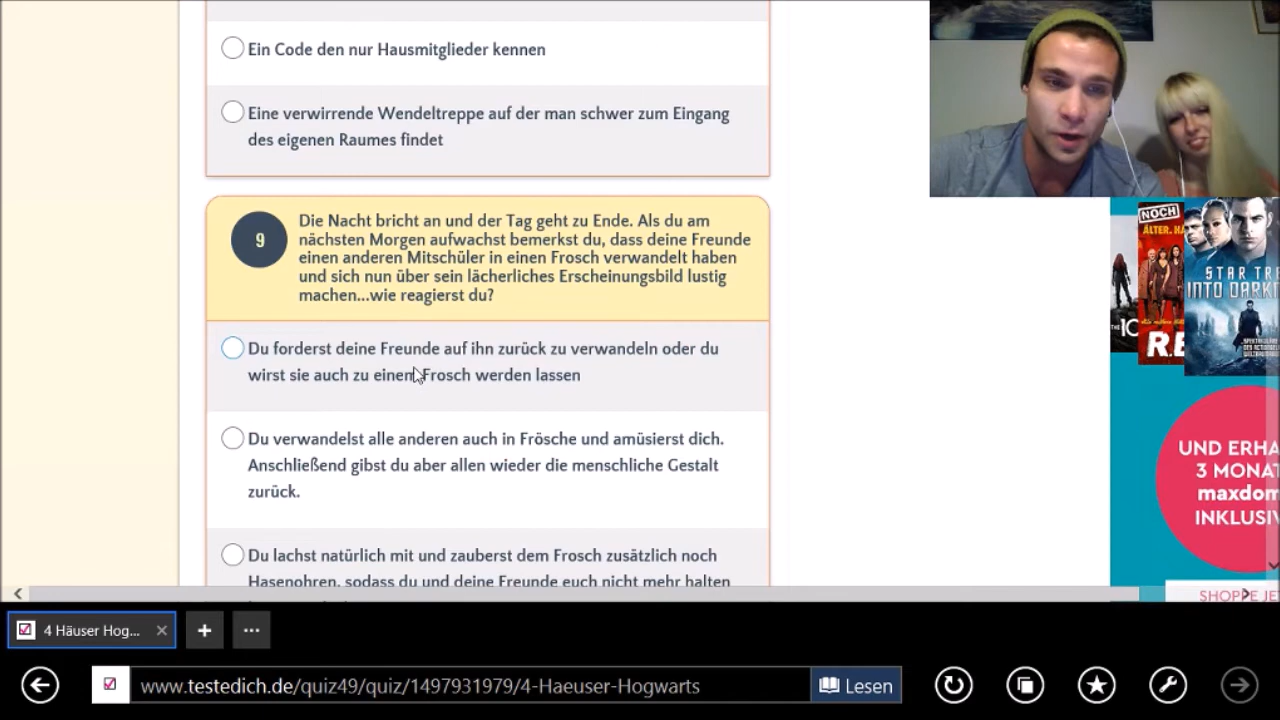 Ein Code den nur Hausmitglieder kennen
Eine verwirrende Wendeltreppe auf der man schwer zum Eingang
des eigenen Raumes findet
9
Die Nacht bricht an und der Tag geht zu Ende. Als du am
nächsten Morgen aufwachst bemerkst du, dass deine Freunde
einen anderen Mitschüler in einen Frosch verwandelt haben
und sich nun über sein lächerliches Erscheinungsbild lustig
machen...wie reagierst du?
Du forderst deine Freunde auf ihn zurück zu verwandeln oder du
wirst sie auch zu einem Frosch werden lassen
Du verwandelst alle anderen auch in Frösche und amüsierst dich.
Anschließend gibst du aber allen wieder die menschliche Gestalt
zurück.
Du lachst natürlich mit und zauberst dem Frosch zusätzlich noch
Hasenohren, sodass du und deine Freunde euch nicht mehr halten
NOCH
ÄLTER. HA
STAR TR
INTO DARKN
THE 10
R.E
UND ERHA
3 MONA
maxdom
INKLUSIV
SHOPPE JE
4 Häuser Hog...
www.testedich.de/quiz49/quiz/1497931979/4-Haeuser-Hogwarts
Lesen